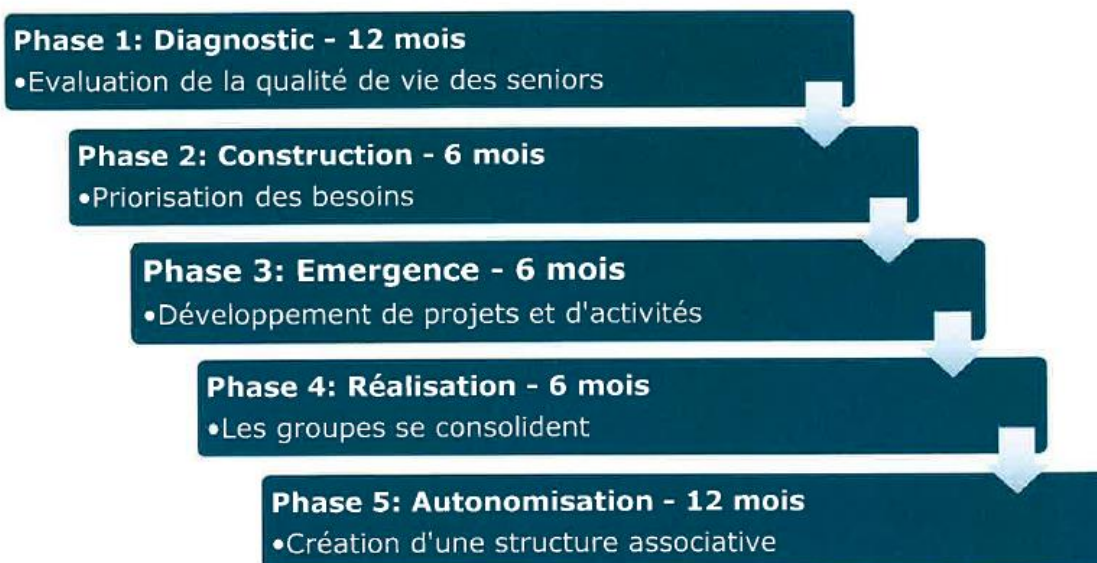 Phase 1: Diagnostic - 12 mois
•Evaluation de la qualité de vie des seniors
Phase 2: Construction - 6 mois
•Priorisation des besoins
Phase 3: Emergence - 6 mois
•Développement de projets et d'activités
Phase 4: Réalisation - 6 mois
•Les groupes se consolident
Phase 5: Autonomisation - 12 mois
•Création d'une structure associative